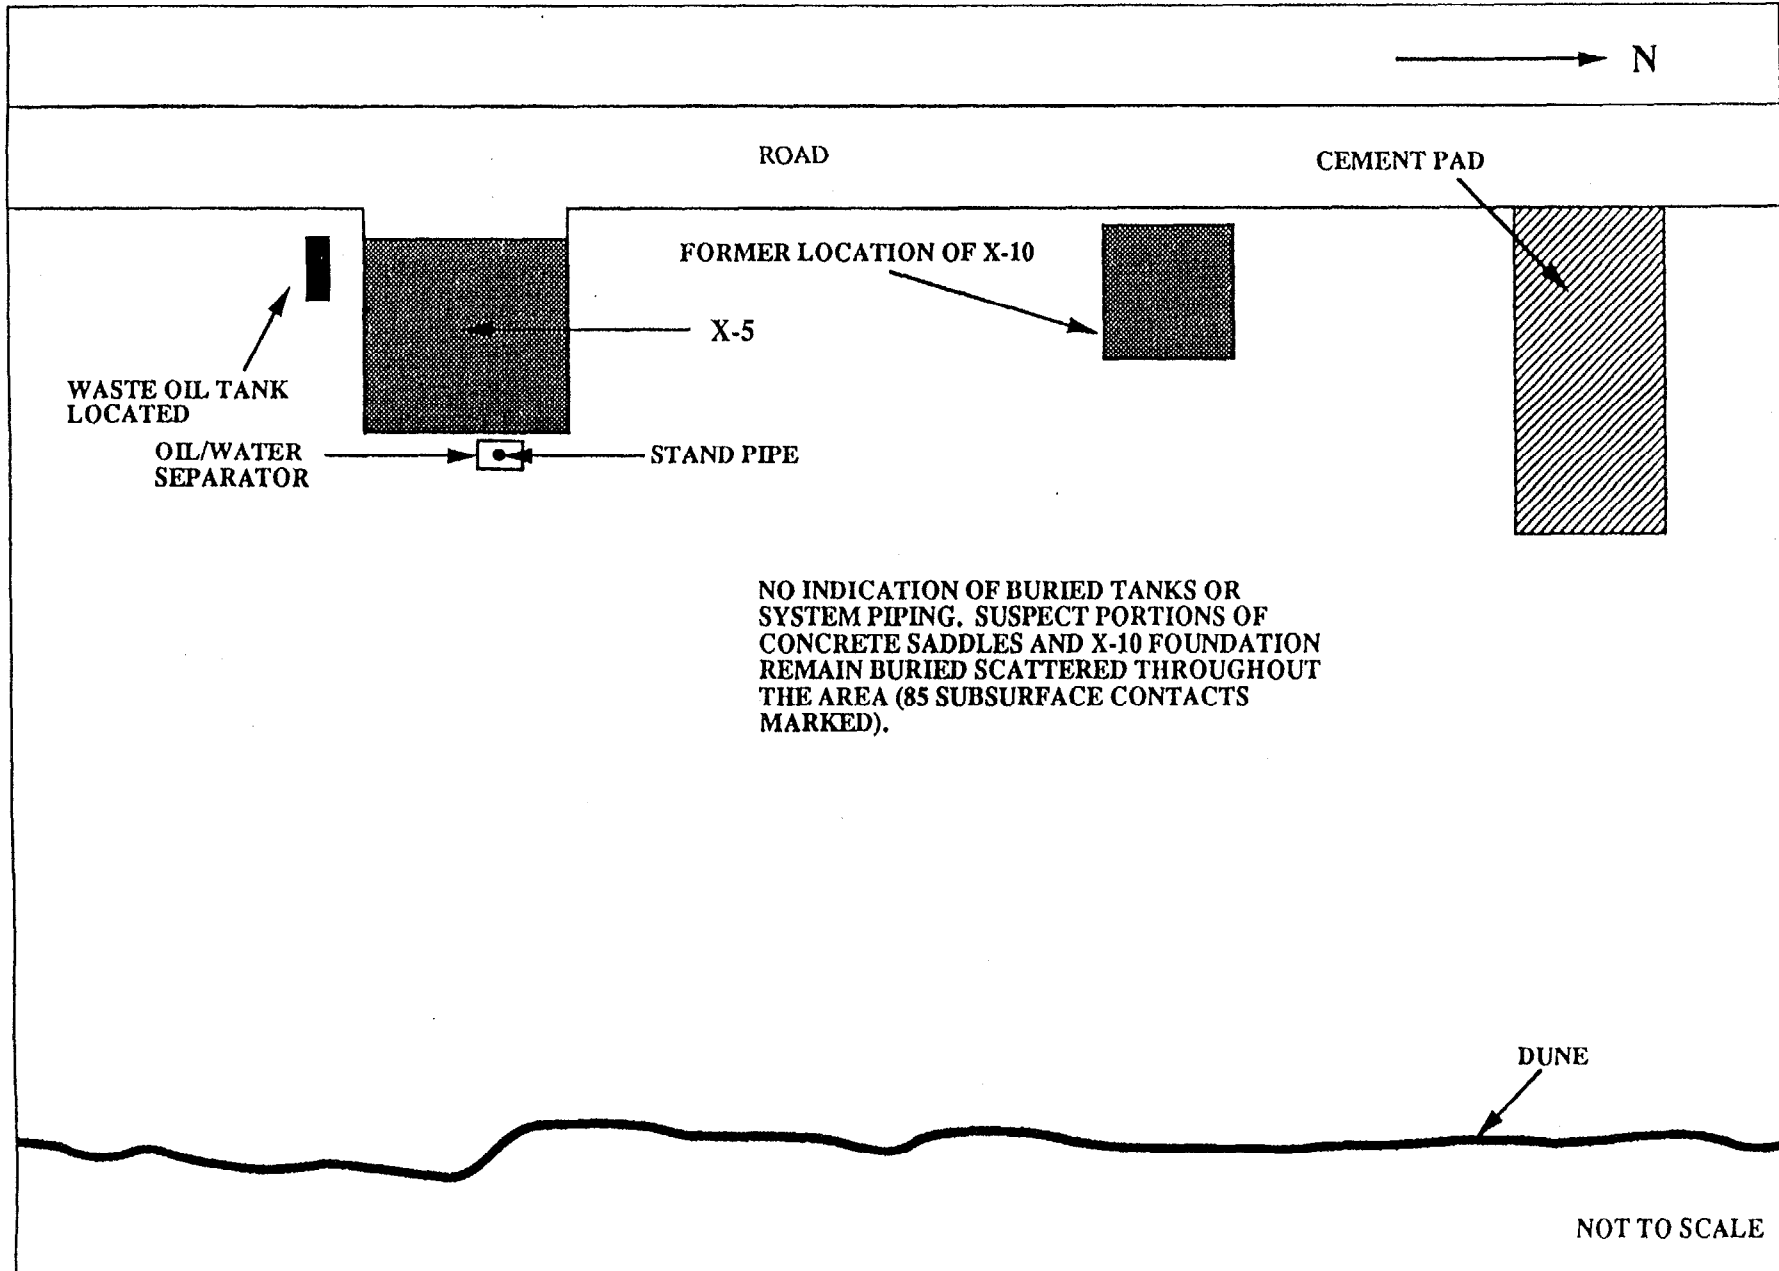 N
ROAD
CEMENT PAD
FORMER LOCATION OF X-10
X-5
WASTE OIL TANK
LOCATED
OIL/WATER
SEPARATOR
STAND PIPE
NO INDICATION OF BURIED TANKS OR
SYSTEM PIPING. SUSPECT PORTIONS OF
CONCRETE SADDLES AND X-10 FOUNDATION
REMAIN BURIED SCATTERED THROUGHOUT
THE AREA (85 SUBSURFACE CONTACTS
MARKED).
DUNE
NOT TO SCALE